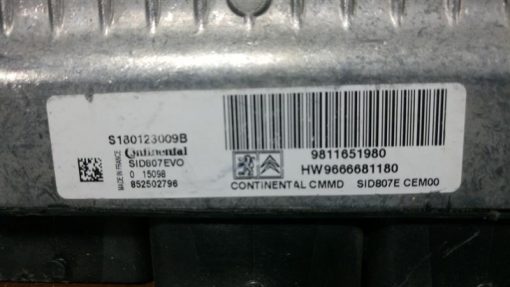 S180123009B
Continental
SID807EVO
0 15098
852502796
MADE IN FRANCE
9811651980
HW9666681180
CONTINENTAL CMMD SID807E CEM00